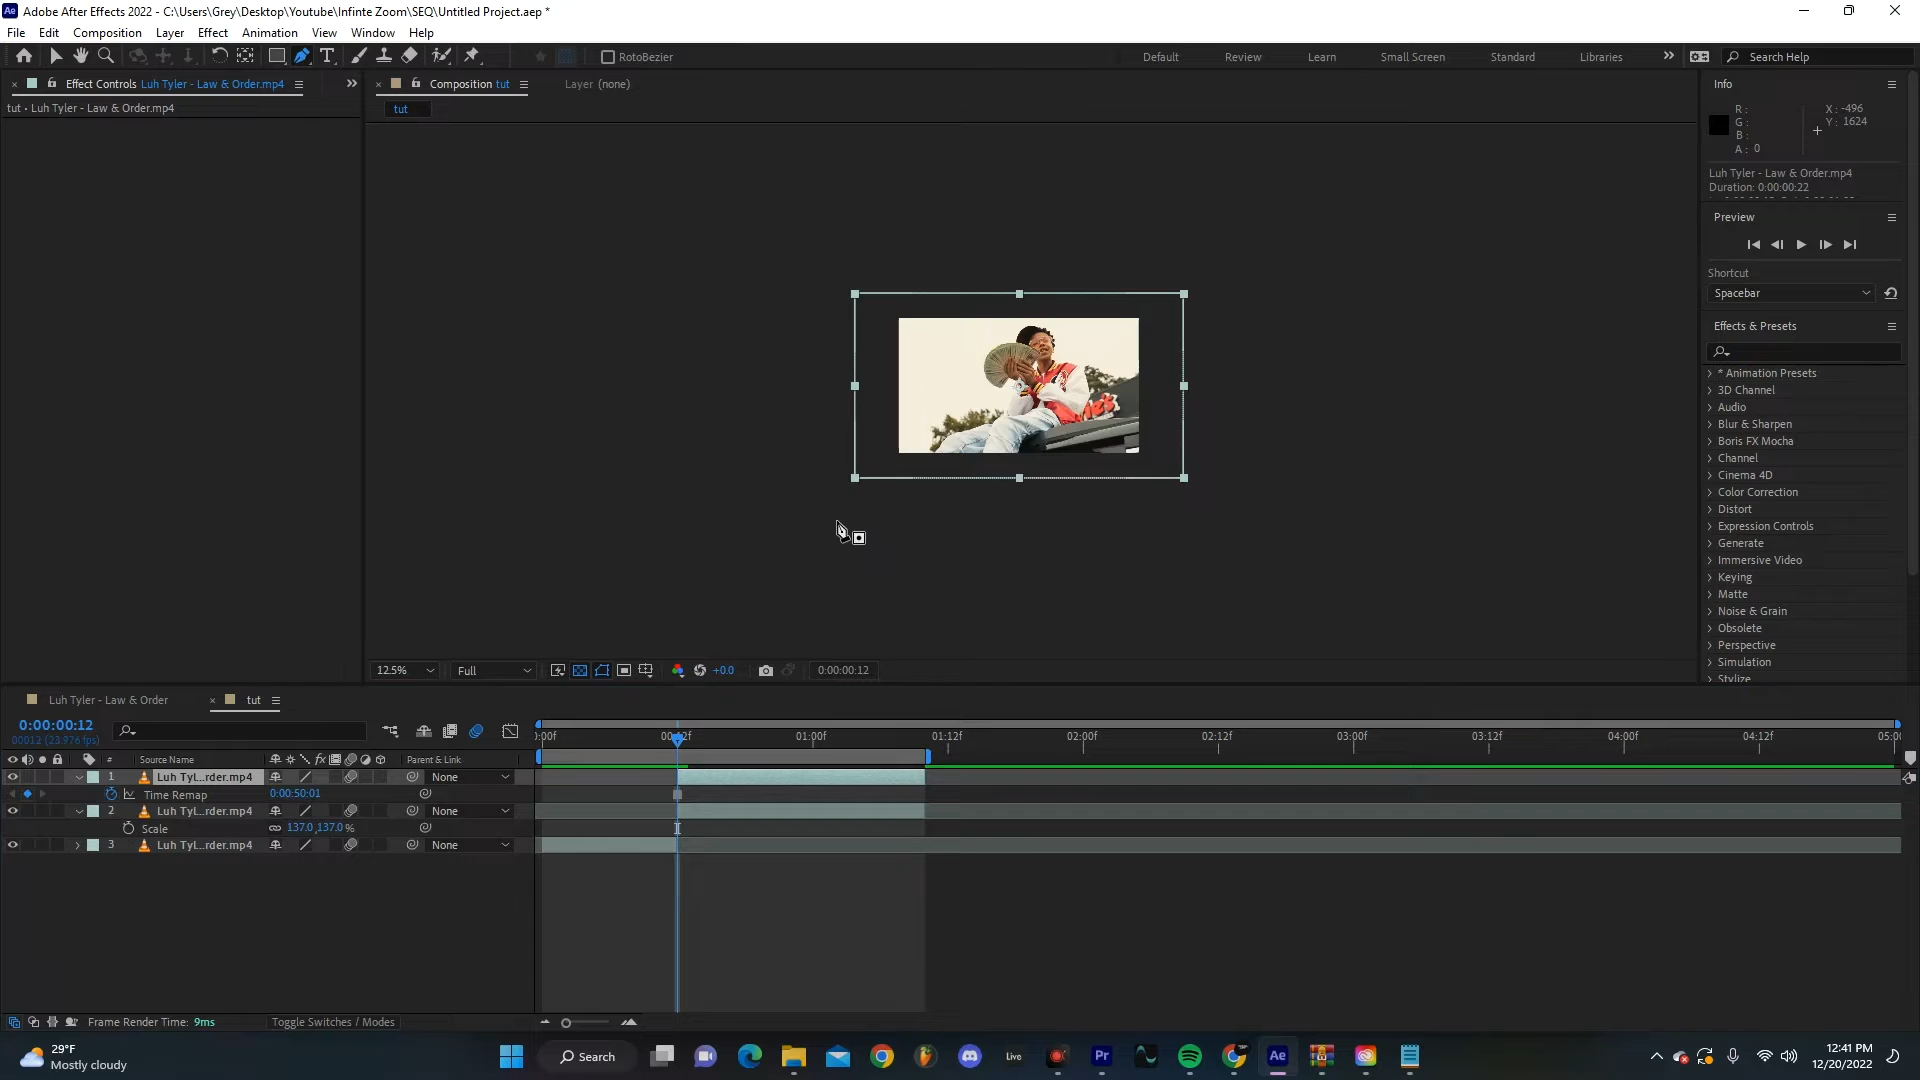 Adobe After Effects 2022 - C:\Users\Grey\Desktop\Youtube\Infinte Zoom\SEQ\Untitled Project.aep *
File Edit Composition Layer Effect Animation View Window Help
RotoBezier Default Review Learn Small Screen Standard Libraries Search Help
Effect Controls Luh Tyler - Law & Order.mp4
tut • Luh Tyler - Law & Order.mp4
Composition tut
Layer (none)
tut
Info
R :
G :
B :
A : 0
X : -496
Y : 1624
Luh Tyler - Law & Order.mp4
Duration: 0:00:00:22
Preview
Shortcut
Spacebar
Effects & Presets
* Animation Presets
3D Channel
Audio
Blur & Sharpen
Boris FX Mocha
Channel
Cinema 4D
Color Correction
Distort
Expression Controls
Generate
Immersive Video
Keying
Matte
Noise & Grain
Obsolete
Perspective
Simulation
Stylize
12.5% Full +0.0 0:00:00:12
Luh Tyler - Law & Order
tut
0:00:00:12
00012 (23.976 fps)
01:00f 01:12f 02:00f 02:12f 03:00f 03:12f 04:00f 04:12f
# Source Name fx Parent & Link
1 Luh Tyl...rder.mp4 None
Time Remap 0:00:50:01
2 Luh Tyl...rder.mp4 None
Scale 137.0,137.0 %
3 Luh Tyl...rder.mp4 None
Frame Render Time: 9ms Toggle Switches / Modes
29°F
Mostly cloudy
Search
Live
Pr
Ae
12:41 PM
12/20/2022